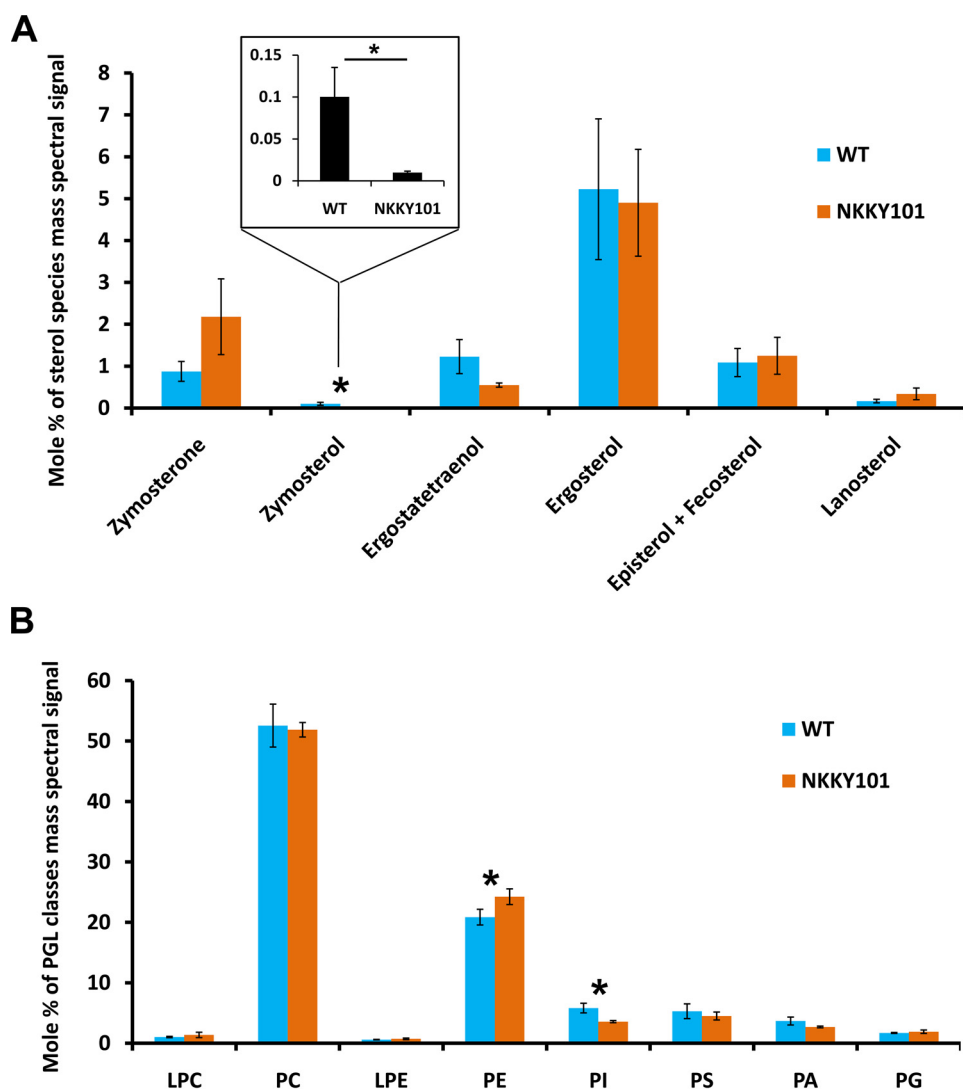 A
Mole % of sterol species mass spectral signal
8
7
6
5
4
3
2
1
0
0.15
0.1
0.05
0
*
WT
NKKY101
*
WT
NKKY101
Zymosterone
Zymosterol
Ergostatetraenol
Ergosterol
Episterol + Fecosterol
Lanosterol
B
Mole % of PGL classes mass spectral signal
60
50
40
30
20
10
0
WT
NKKY101
*
*
LPC PC LPE PE PI PS PA PG